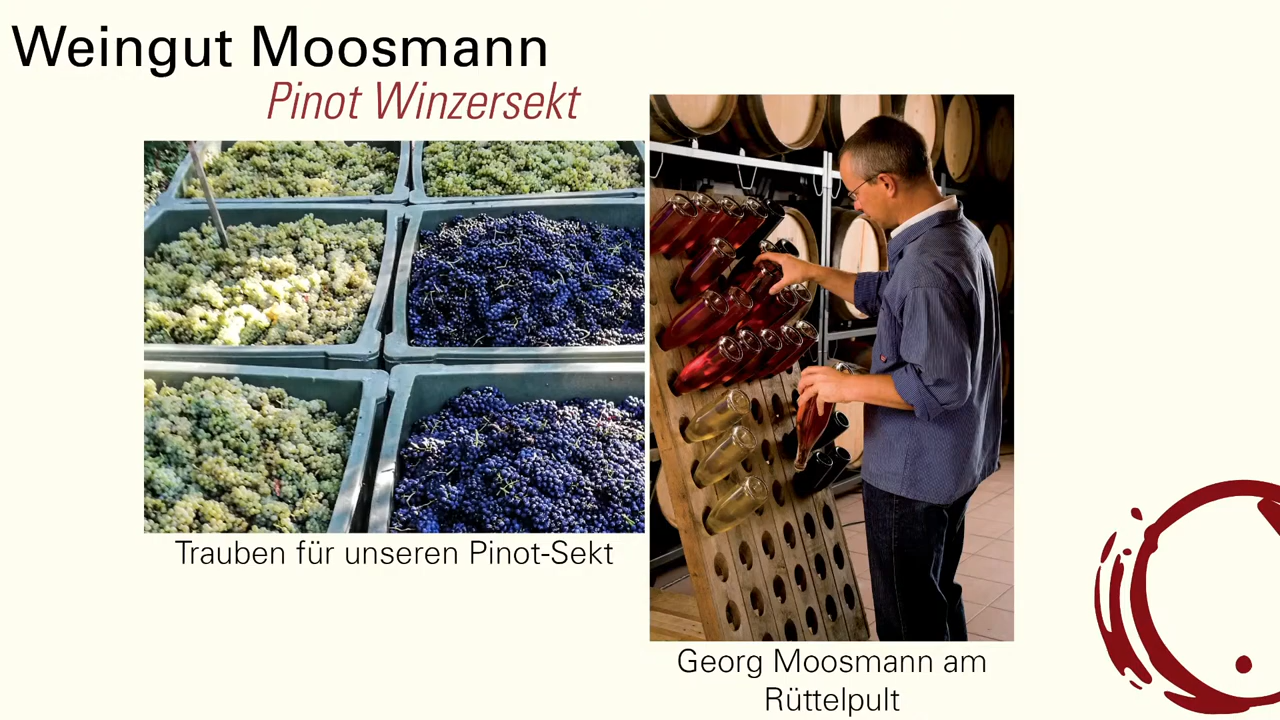 Weingut Moosmann
Pinot Winzersekt
Trauben für unseren Pinot-Sekt
Georg Moosmann am
Rüttelpult